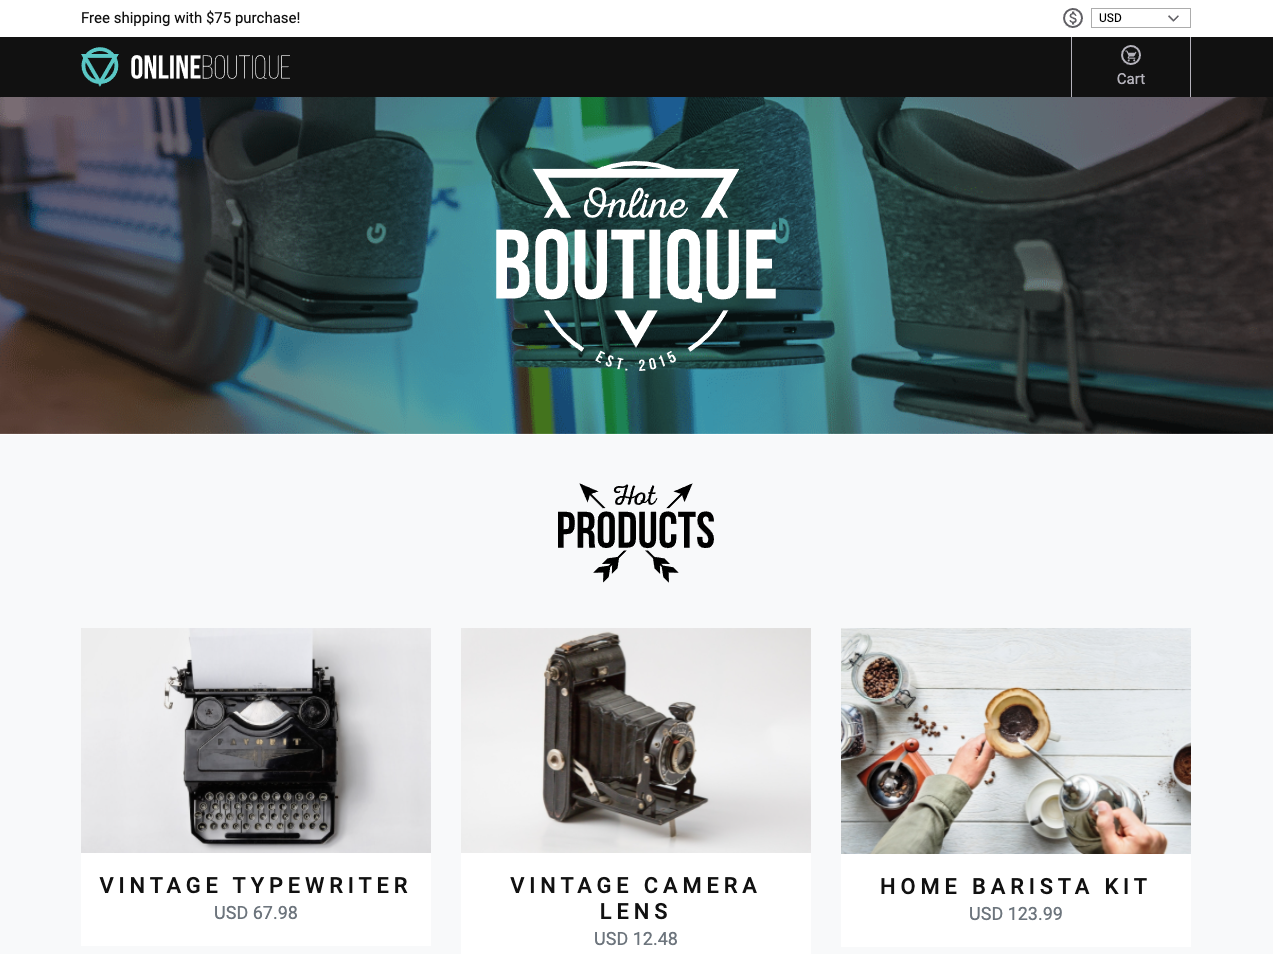 Free shipping with $75 purchase!
$
USD
ONLINEBOUTIQUE
Cart
Online
BOUTIQUE
EST. 2015
Hot
PRODUCTS
VINTAGE TYPEWRITER
USD 67.98
VINTAGE CAMERA
LENS
USD 12.48
HOME BARISTA KIT
USD 123.99